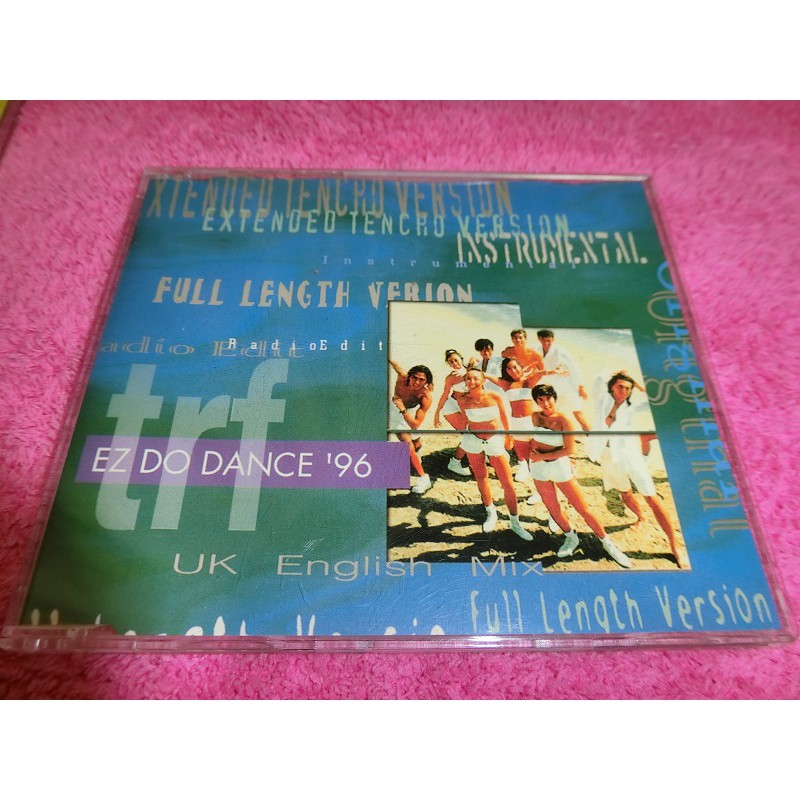 XTENDED TENCRO VERSION
EXTENDED TENCRO VERSION
INSTRUMENTAL
Instrumental
FULL LENGTH VERION
adio Edit
RadioEdit
trf
EZ DO DANCE '96
UK English Mix
Full Length Version